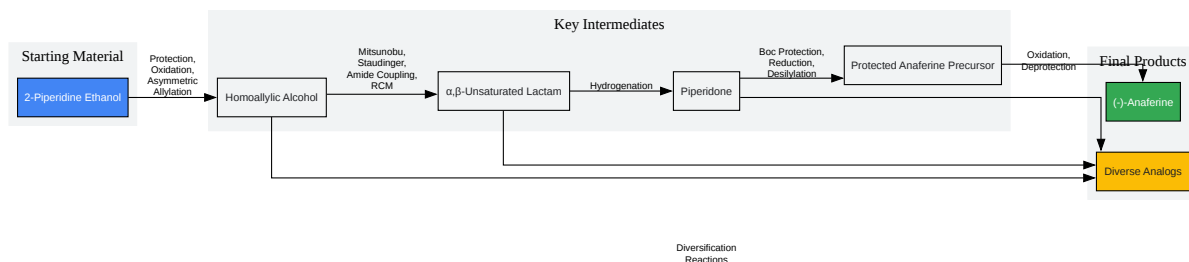 Key Intermediates
Starting Material
Protection,
Oxidation,
Asymmetric
Allylation
Mitsunobu,
Staudinger,
Amide Coupling,
RCM
Boc Protection,
Reduction,
Desilylation
Oxidation,
Deprotection
Final Products
2-Piperidine Ethanol
Homoallylic Alcohol
α,β-Unsaturated Lactam
Hydrogenation
Piperidone
Protected Anaferine Precursor
(-)-Anaferine
Diverse Analogs
Diversification
Reactions